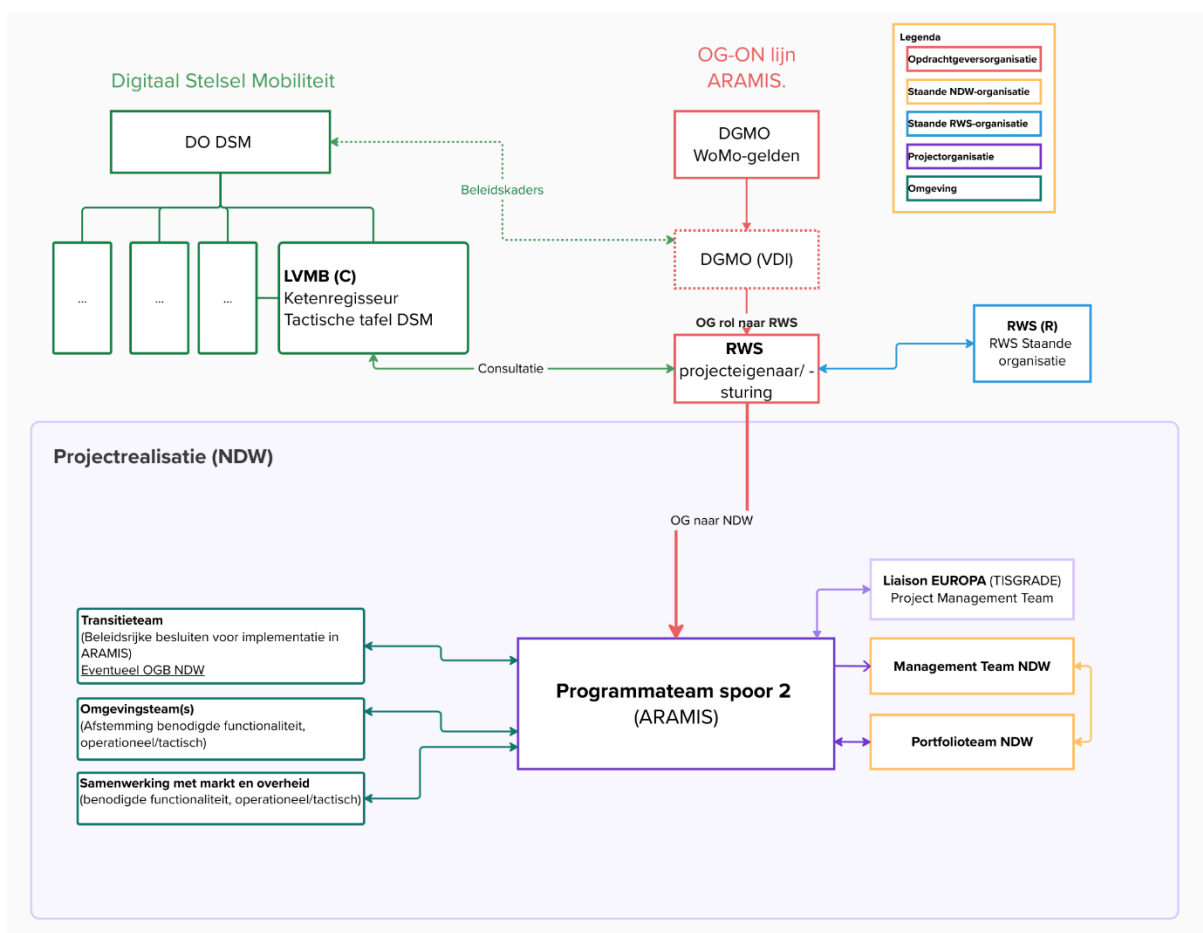 Digitaal Stelsel Mobiliteit
DO DSM
...
...
...
LVMB (C)
Ketenregisseur
Tactische tafel DSM
Beleidskaders
Consultatie
OG-ON lijn
ARAMIS.
DGMO
WoMo-gelden
DGMO (VDI)
OG rol naar RWS
RWS
projecteigenaar/ -
sturing
RWS (R)
RWS Staande
organisatie
Legenda
Opdrachtgeversorganisatie
Staande NDW-organisatie
Staande RWS-organisatie
Projectorganisatie
Omgeving
Projectrealisatie (NDW)
OG naar NDW
Transitieteam
(Beleidsrijke besluiten voor implementatie in
ARAMIS)
Eventueel OGB NDW
Omgevingsteam(s)
(Afstemming benodigde functionaliteit,
operationeel/tactisch)
Samenwerking met markt en overheid
(benodigde functionaliteit, operationeel/tactisch)
Programmateam spoor 2
(ARAMIS)
Liaison EUROPA (TISGRADE)
Project Management Team
Management Team NDW
Portfolioteam NDW